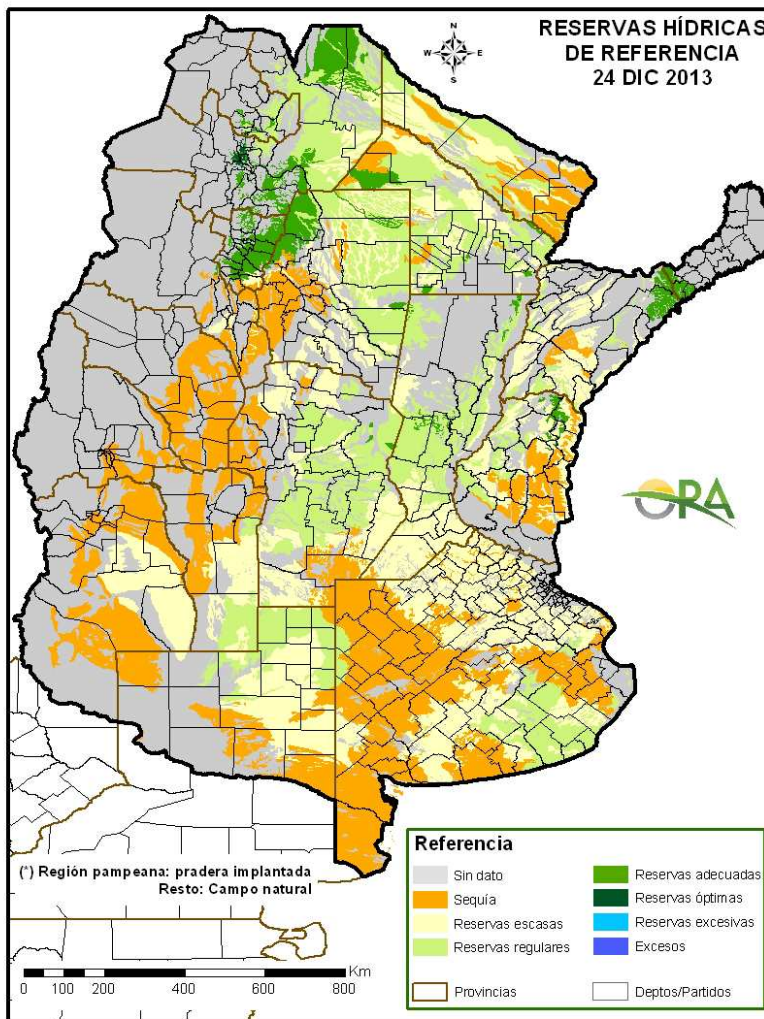 RESERVAS HÍDRICAS
DE REFERENCIA
24 DIC 2013
N
W E
S
OPA
(*) Región pampeana: pradera implantada
Resto: Campo natural
Km
0 100 200 400 600 800
Referencia
Sin dato
Sequía
Reservas escasas
Reservas regulares
Reservas adecuadas
Reservas óptimas
Reservas excesivas
Excesos
Provincias
Deptos/Partidos